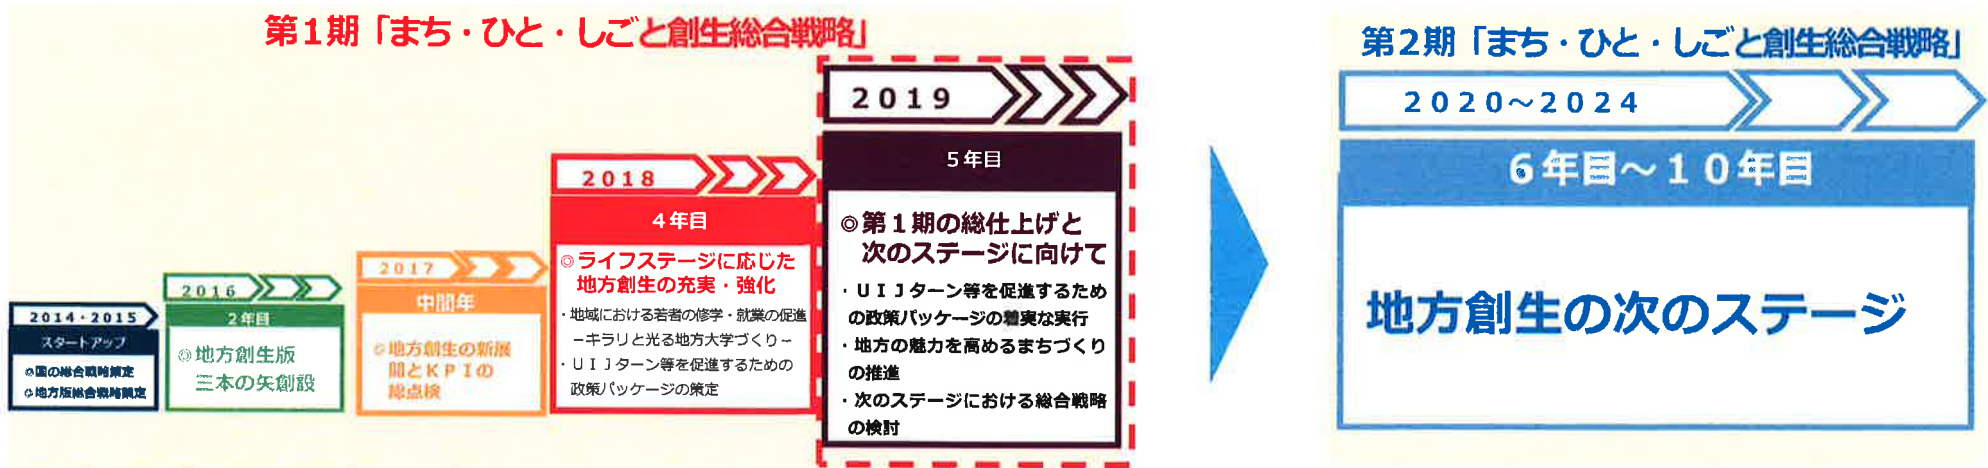 第1期「まち・ひと・しごと創生総合戦略」
2014・2015
スタートアップ
◎国の総合戦略策定
◎地方版総合戦略策定
2016
2年目
◎地方創生版
三本の矢創設
2017
中間年
◎地方創生の新展
開とKPIの
総点検
2018
4年目
◎ライフステージに応じた
地方創生の充実・強化
・地域における若者の修学・就業の促進
－キラリと光る地方大学づくり－
・UIJターン等を促進するための
政策パッケージの策定
2019
5年目
◎第1期の総仕上げと
次のステージに向けて
・UIJターン等を促進するため
の政策パッケージの着実な実行
・地方の魅力を高めるまちづくり
の推進
・次のステージにおける総合戦略
の検討
第2期「まち・ひと・しごと創生総合戦略」
2020～2024
6年目～10年目
地方創生の次のステージ